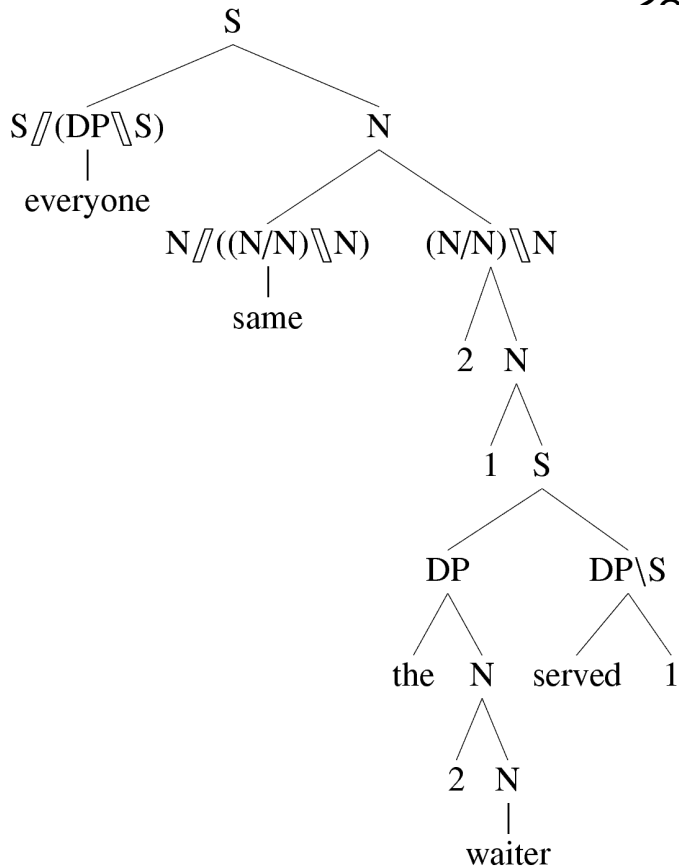 S
S⫽(DP⑊S) N
everyone
N⫽((N/N)⑊N) (N/N)⑊N
same
2 N
1 S
DP DP\S
the N served 1
2 N
waiter